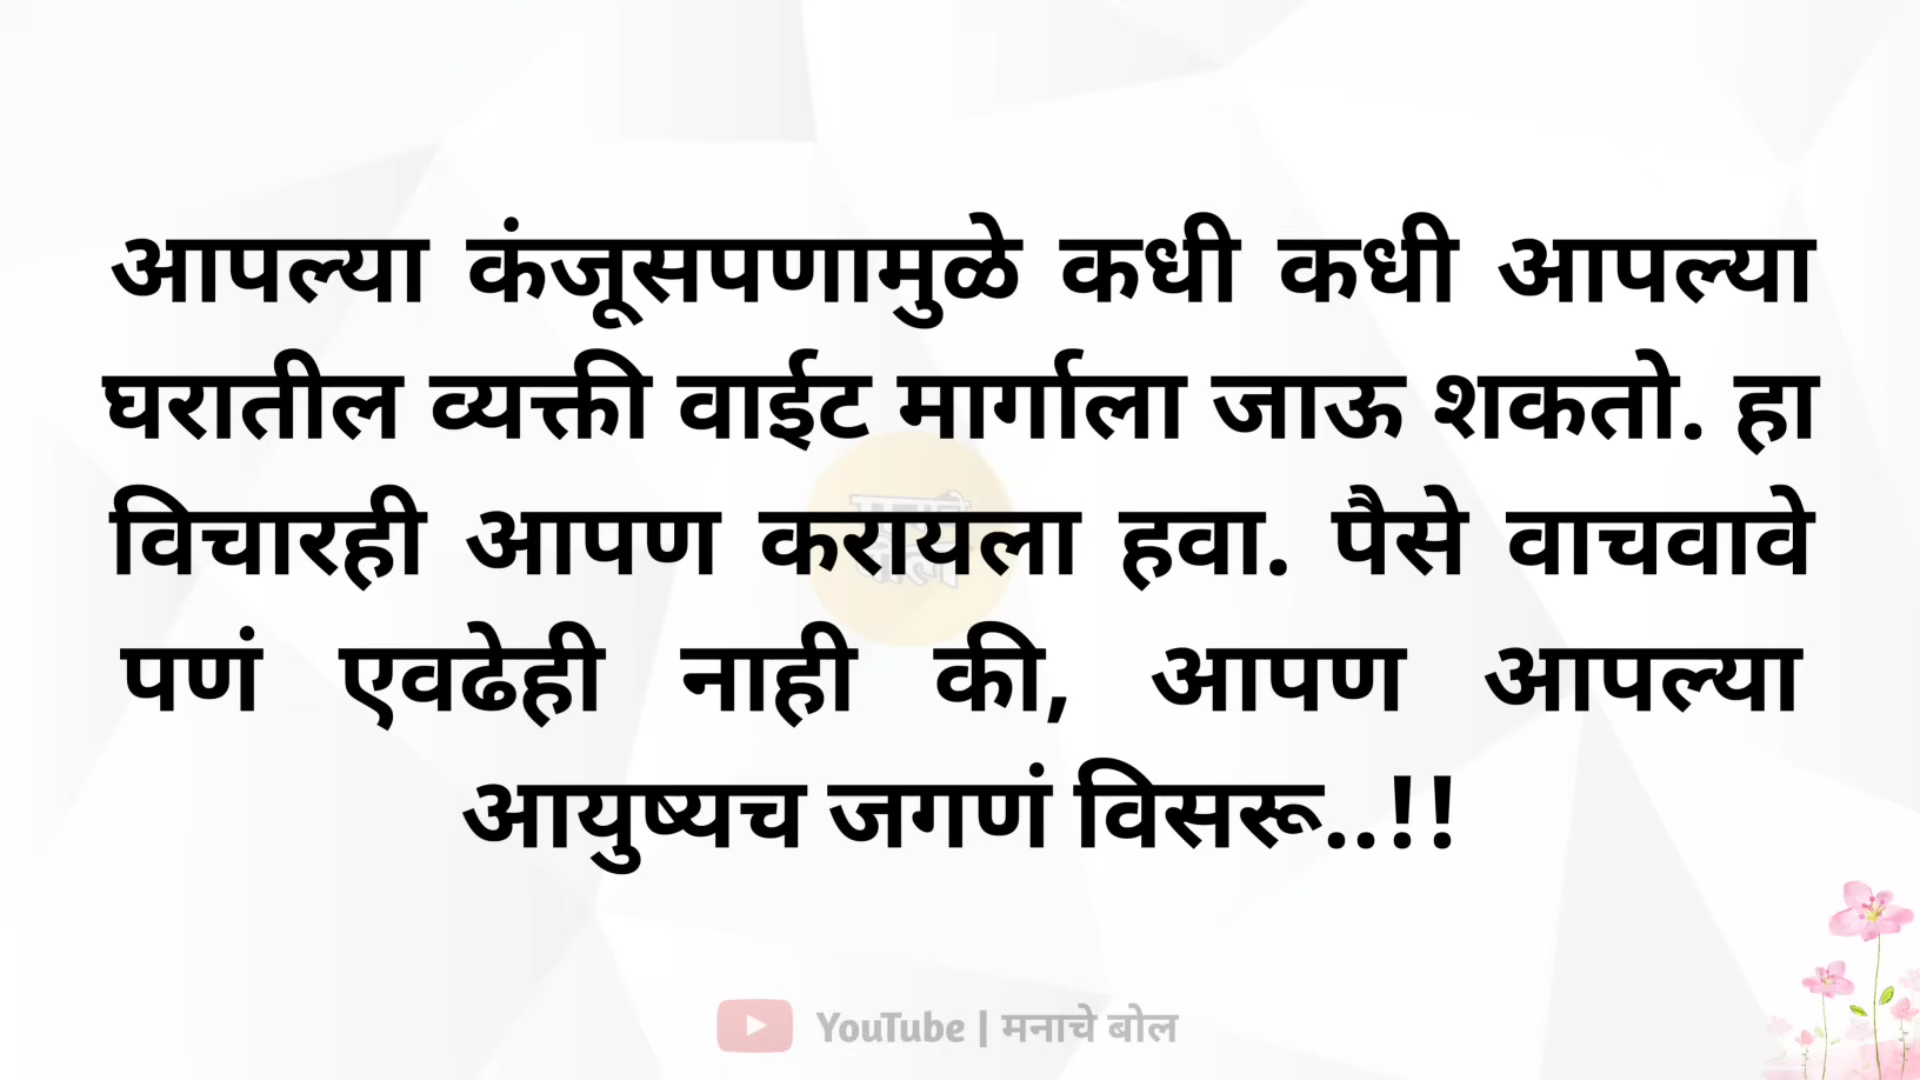 आपल्या कंजूसपणामुळे कधी कधी आपल्या
घरातील व्यक्ती वाईट मार्गाला जाऊ शकतो. हा
विचारही आपण करायला हवा. पैसे वाचवावे
पणं एवढेही नाही की, आपण आपल्या
आयुष्यच जगणं विसरू..!!
YouTube | मनाचे बोल